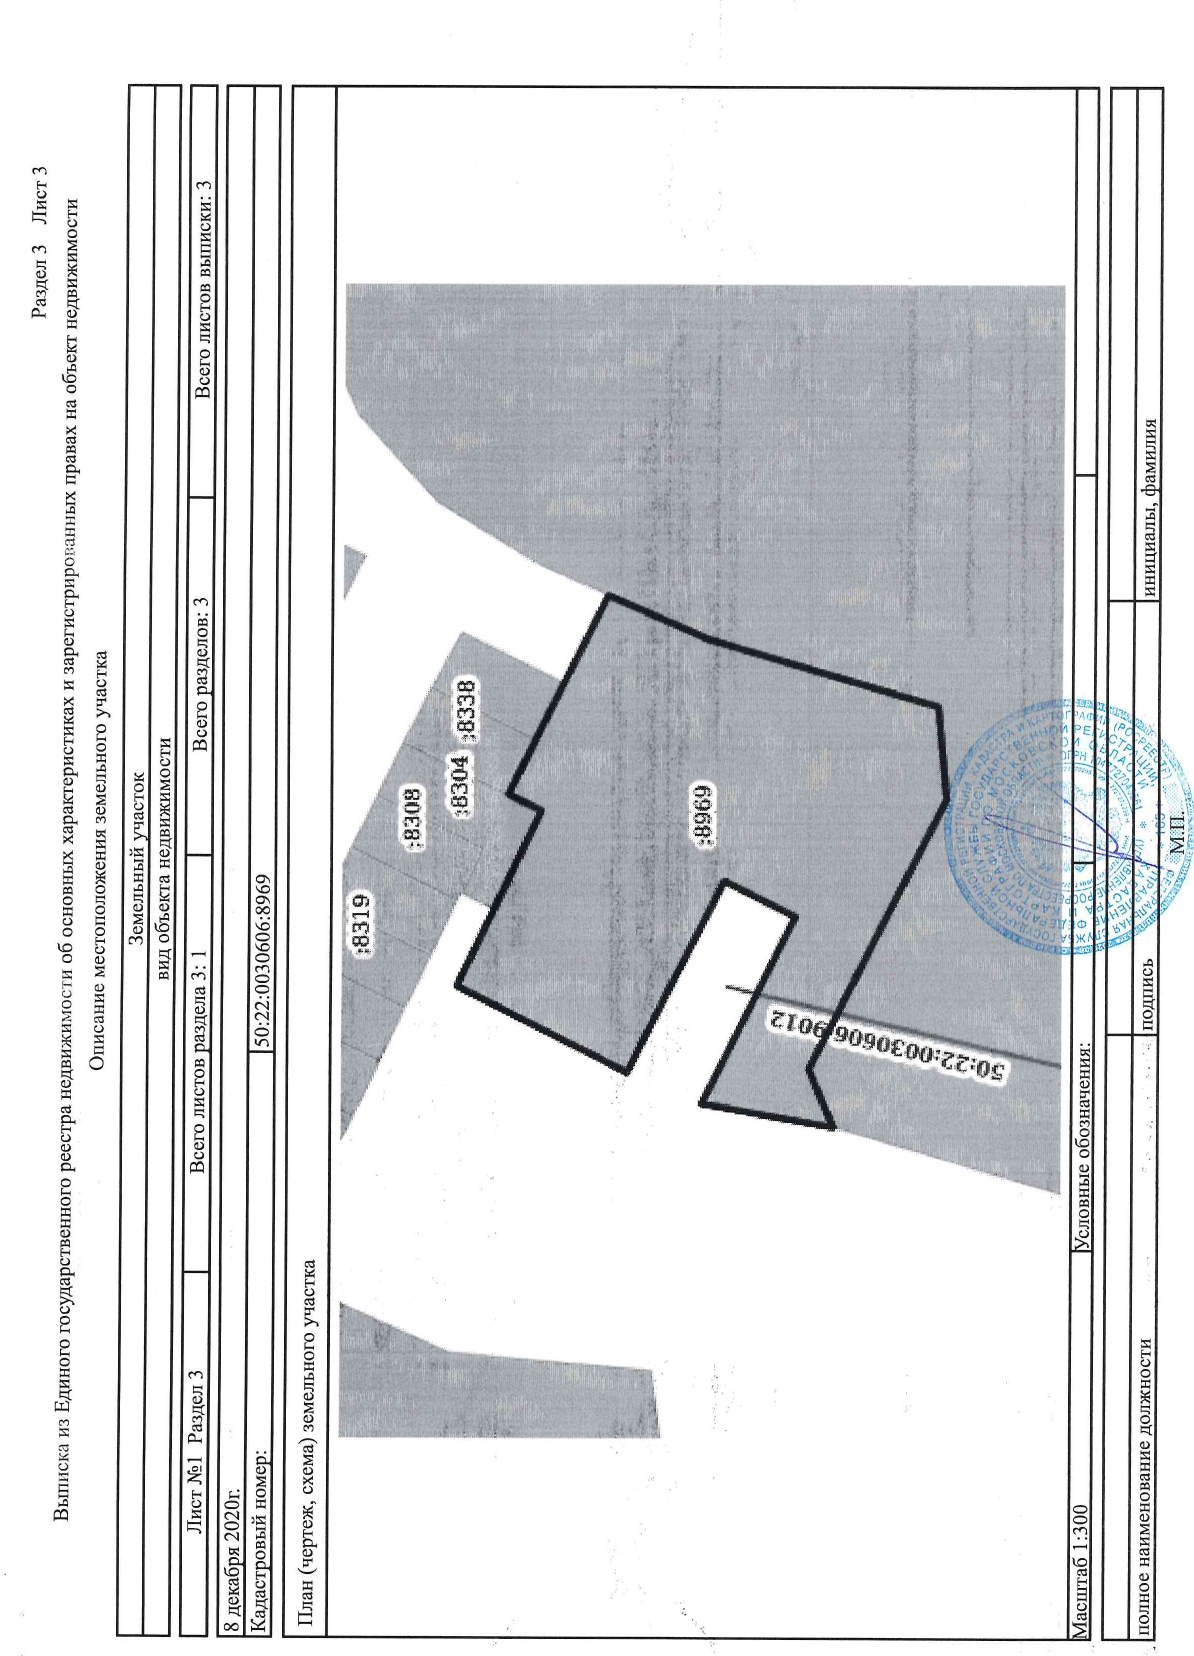 Раздел 3 Лист 3
Выписка из Единого государственного реестра недвижимости об основных характеристиках и зарегистрированных правах на объект недвижимости
Описание местоположения земельного участка
Земельный участок
вид объекта недвижимости
Лист №1 Раздел 3 Всего листов раздела 3: 1 Всего разделов: 3 Всего листов выписки: 3
8 декабря 2020г.
Кадастровый номер: 50:22:0030606:8969
План (чертеж, схема) земельного участка
:8319
:8308
:8304
:8338
:8969
50:22:0030606:9012
Масштаб 1:300 Условные обозначения:
полное наименование должности подпись инициалы, фамилия
М.П.